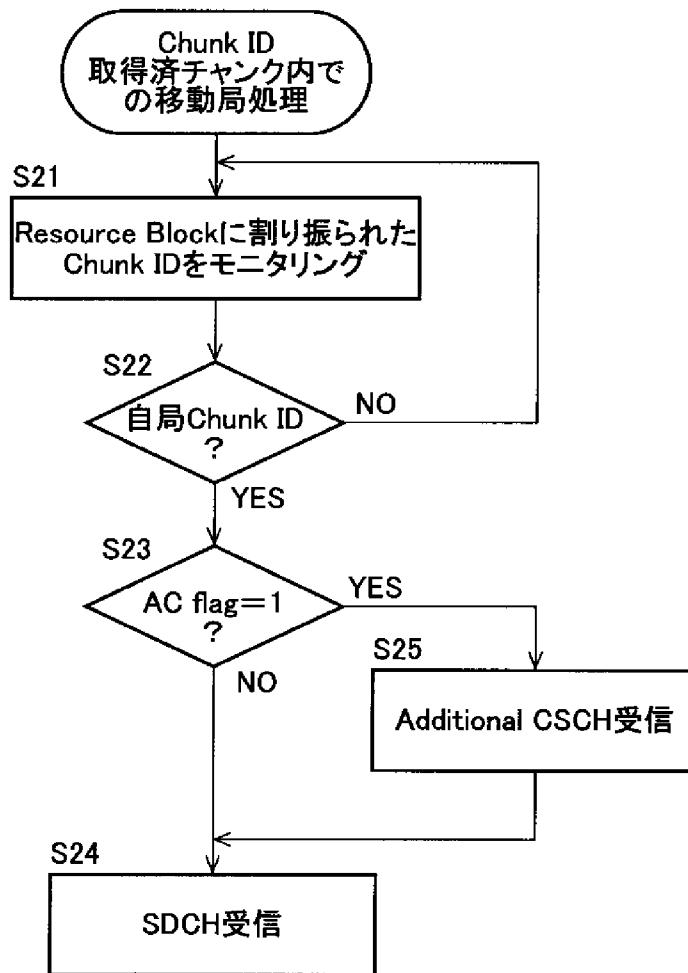 Chunk ID
取得済チャンク内で
の移動局処理
S21
Resource Blockに割り振られた
Chunk IDをモニタリング
S22
自局Chunk ID
?
NO
YES
S23
AC flag=1
?
YES
NO
S25
Additional CSCH受信
S24
SDCH受信